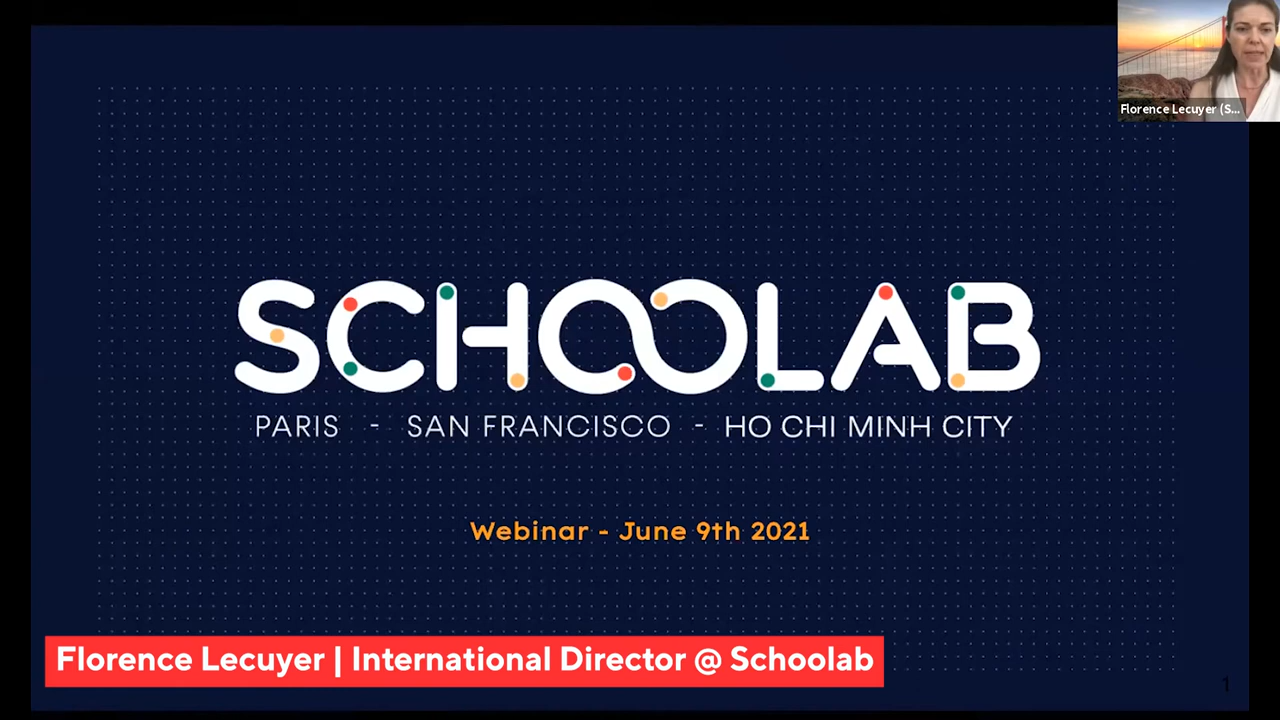 Florence Lecuyer (S...
SCHOOLAB
PARIS - SAN FRANCISCO - HO CHI MINH CITY
Webinar - June 9th 2021
Florence Lecuyer | International Director @ Schoolab
1